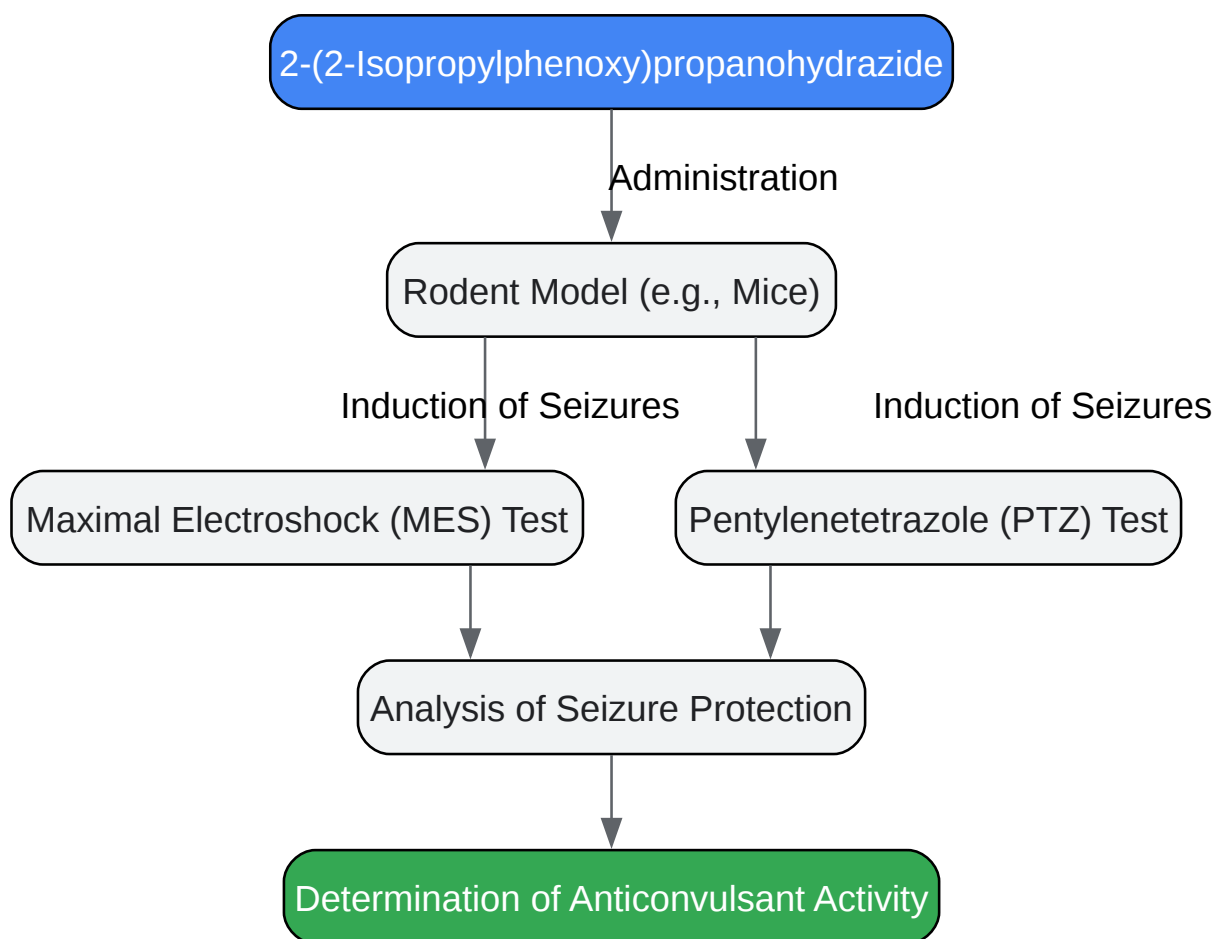 2-(2-Isopropylphenoxy)propanohydrazide
Administration
Rodent Model (e.g., Mice)
Induction of Seizures
Induction of Seizures
Maximal Electroshock (MES) Test
Pentylenetetrazole (PTZ) Test
Analysis of Seizure Protection
Determination of Anticonvulsant Activity